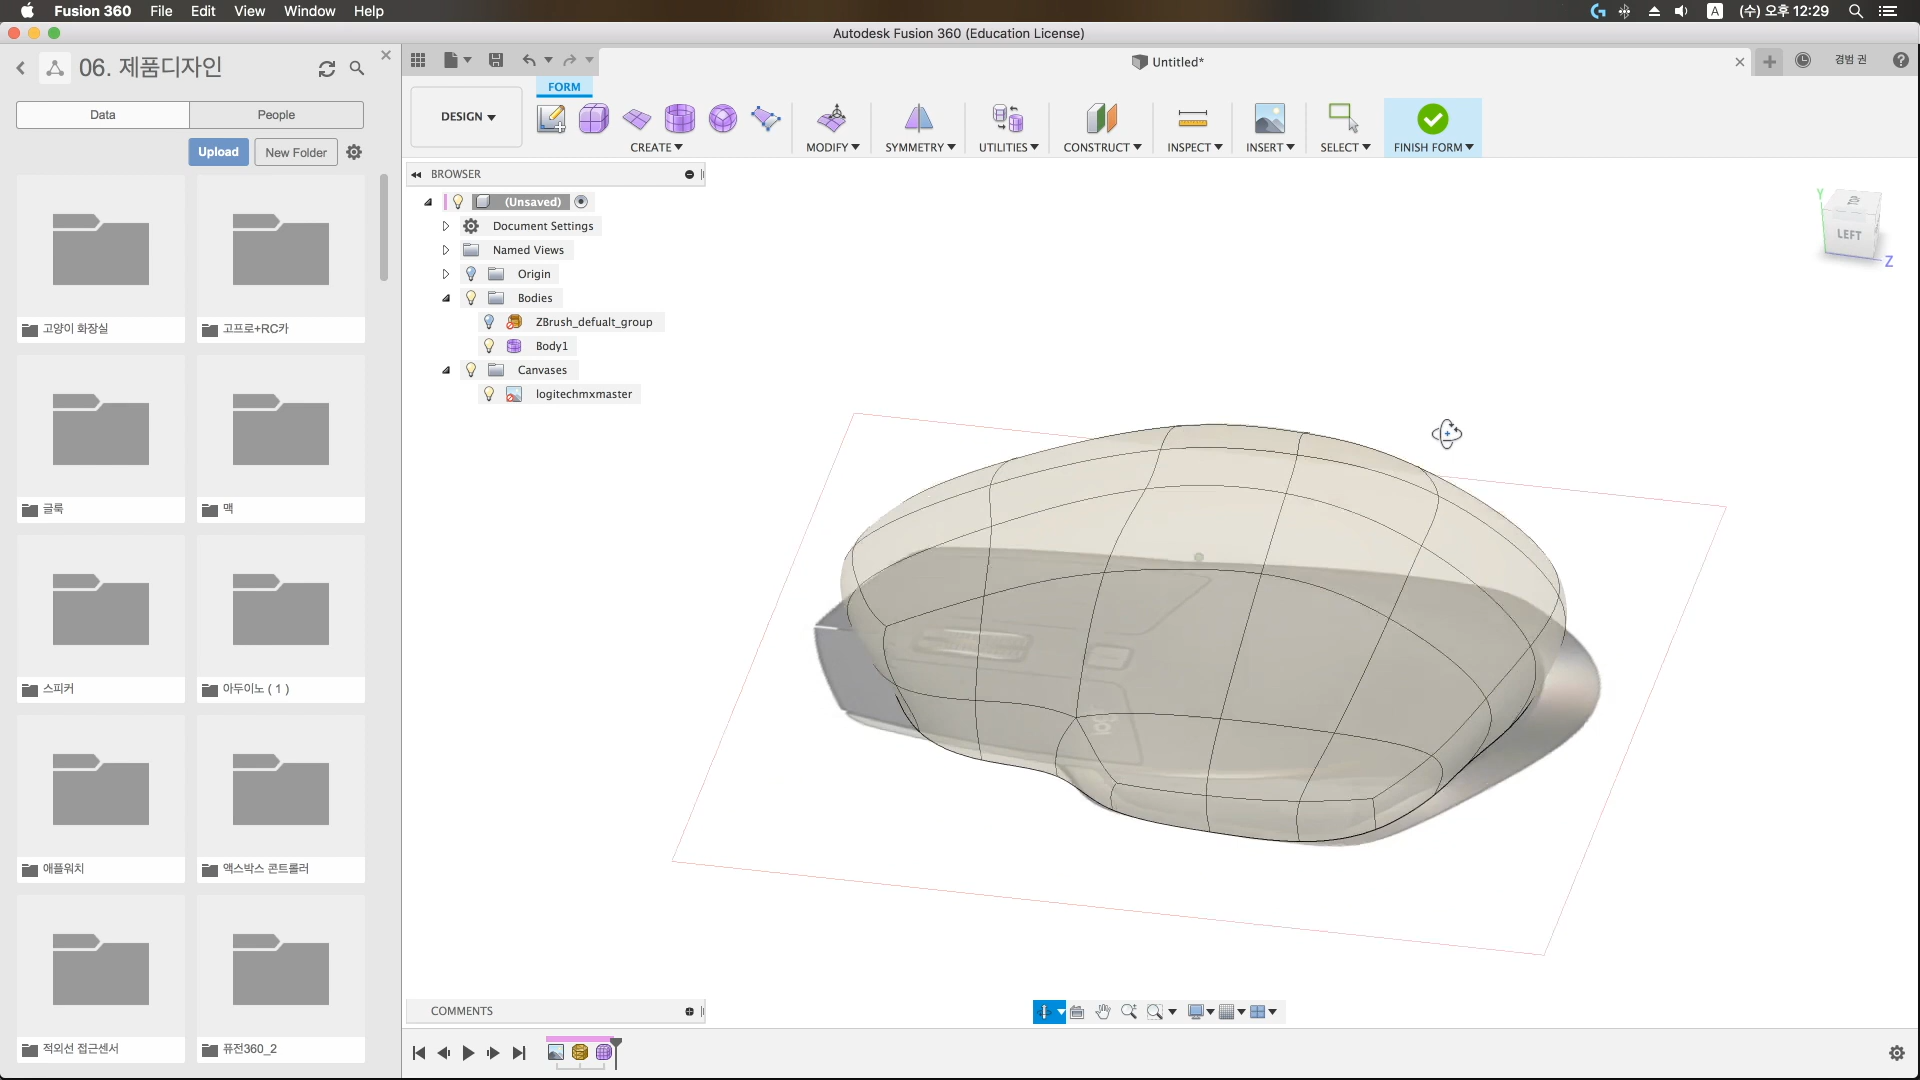 Fusion 360 File Edit View Window Help
A (수) 오후 12:29
Autodesk Fusion 360 (Education License)
06. 제품디자인
Untitled*
경범 권
Data People
Upload New Folder
고양이 화장실 고프로+RC카
글룩 맥
스피커 아두이노 ( 1 )
애플워치 액스박스 콘트롤러
적외선 접근센서 퓨전360_2
FORM
DESIGN
CREATE MODIFY SYMMETRY UTILITIES CONSTRUCT INSPECT INSERT SELECT FINISH FORM
BROWSER
(Unsaved)
Document Settings
Named Views
Origin
Bodies
ZBrush_defualt_group
Body1
Canvases
logitechmxmaster
Y
LEFT
Z
COMMENTS